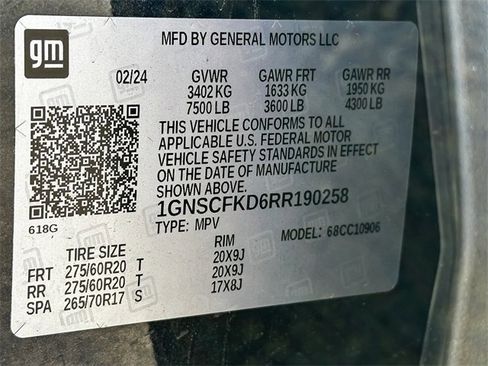 gm
MFD BY GENERAL MOTORS LLC
02/24 GVWR GAWR FRT GAWR RR
3402 KG 1633 KG 1950 KG
7500 LB 3600 LB 4300 LB
THIS VEHICLE CONFORMS TO ALL
APPLICABLE U.S. FEDERAL MOTOR
VEHICLE SAFETY STANDARDS IN EFFECT
ON THE DATE OF MANUFACTURE
SHOWN ABOVE.
1GNSCFKD6RR190258
618G TYPE: MPV MODEL: 68CC10906
TIRE SIZE RIM
FRT 275/60R20 T 20X9J
RR 275/60R20 T 20X9J
SPA 265/70R17 S 17X8J